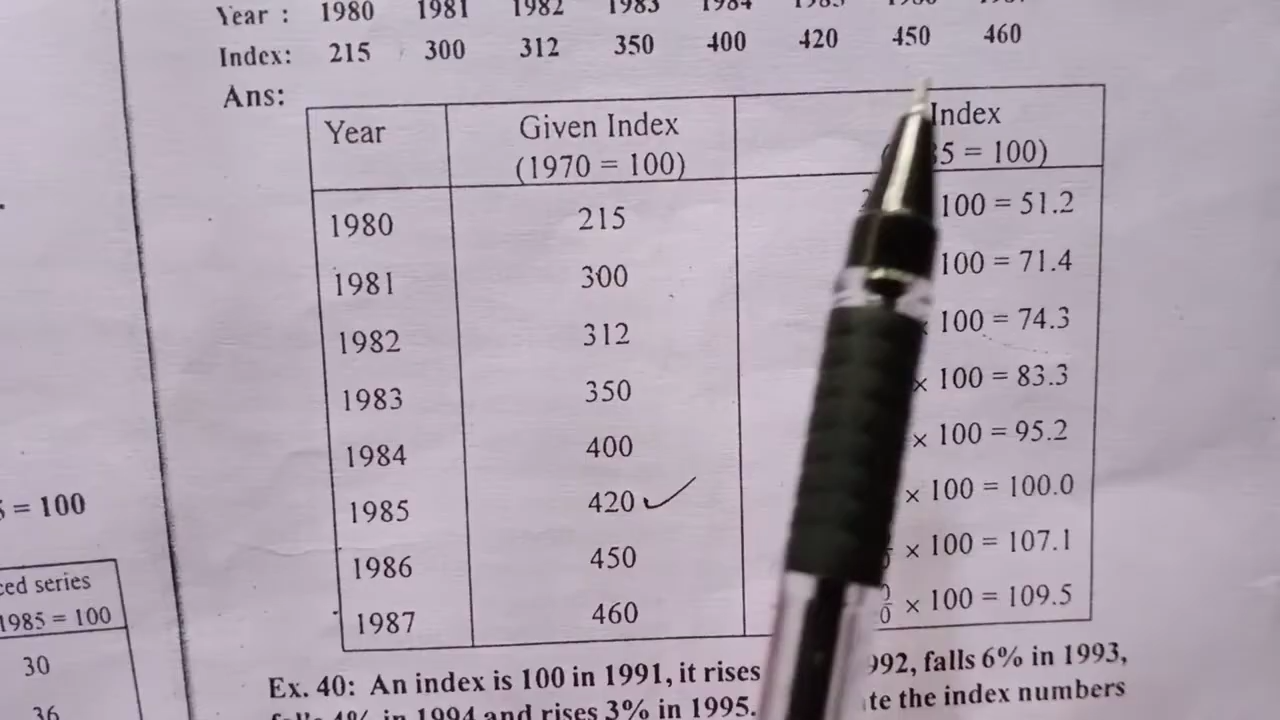 Year : 1980 1981 1982 1983 1984
Index: 215 300 312 350 400 420 450 460
Ans:
Year Given Index Index
(1970 = 100) 5 = 100)
1980 215 100 = 51.2
1981 300 100 = 71.4
1982 312 100 = 74.3
1983 350 × 100 = 83.3
1984 400 × 100 = 95.2
1985 420 × 100 = 100.0
1986 450 × 100 = 107.1
1987 460 × 100 = 109.5
= 100
series
1985 = 100
30
36
Ex. 40: An index is 100 in 1991, it rises 992, falls 6% in 1993,
4% in 1994 and rises 3% in 1995. the index numbers